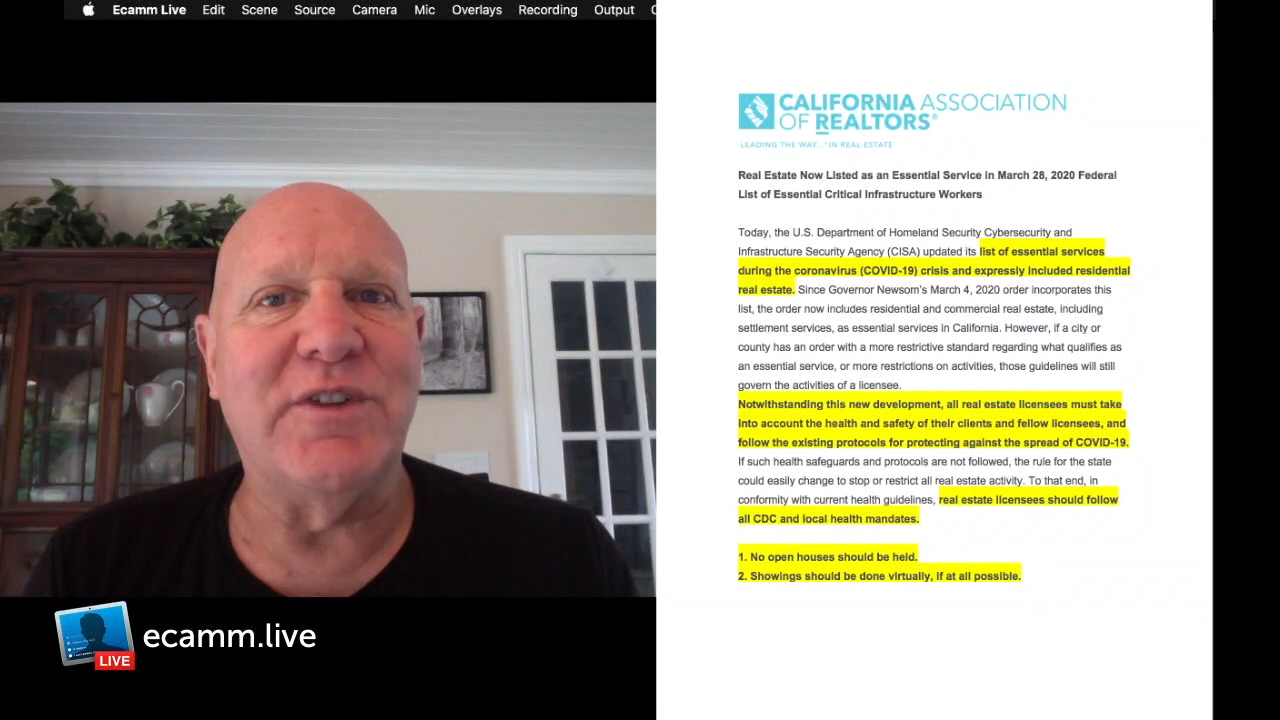 Ecamm Live Edit Scene Source Camera Mic Overlays Recording Output
CALIFORNIA ASSOCIATION
OF REALTORS®
LEADING THE WAY...® IN REAL ESTATE
Real Estate Now Listed as an Essential Service in March 28, 2020 Federal
List of Essential Critical Infrastructure Workers
Today, the U.S. Department of Homeland Security Cybersecurity and
Infrastructure Security Agency (CISA) updated its list of essential services
during the coronavirus (COVID-19) crisis and expressly included residential
real estate. Since Governor Newsom's March 4, 2020 order incorporates this
list, the order now includes residential and commercial real estate, including
settlement services, as essential services in California. However, if a city or
county has an order with a more restrictive standard regarding what qualifies as
an essential service, or more restrictions on activities, those guidelines will still
govern the activities of a licensee.
Notwithstanding this new development, all real estate licensees must take
into account the health and safety of their clients and fellow licensees, and
follow the existing protocols for protecting against the spread of COVID-19.
If such health safeguards and protocols are not followed, the rule for the state
could easily change to stop or restrict all real estate activity. To that end, in
conformity with current health guidelines, real estate licensees should follow
all CDC and local health mandates.
1. No open houses should be held.
2. Showings should be done virtually, if at all possible.
LIVE
ecamm.live